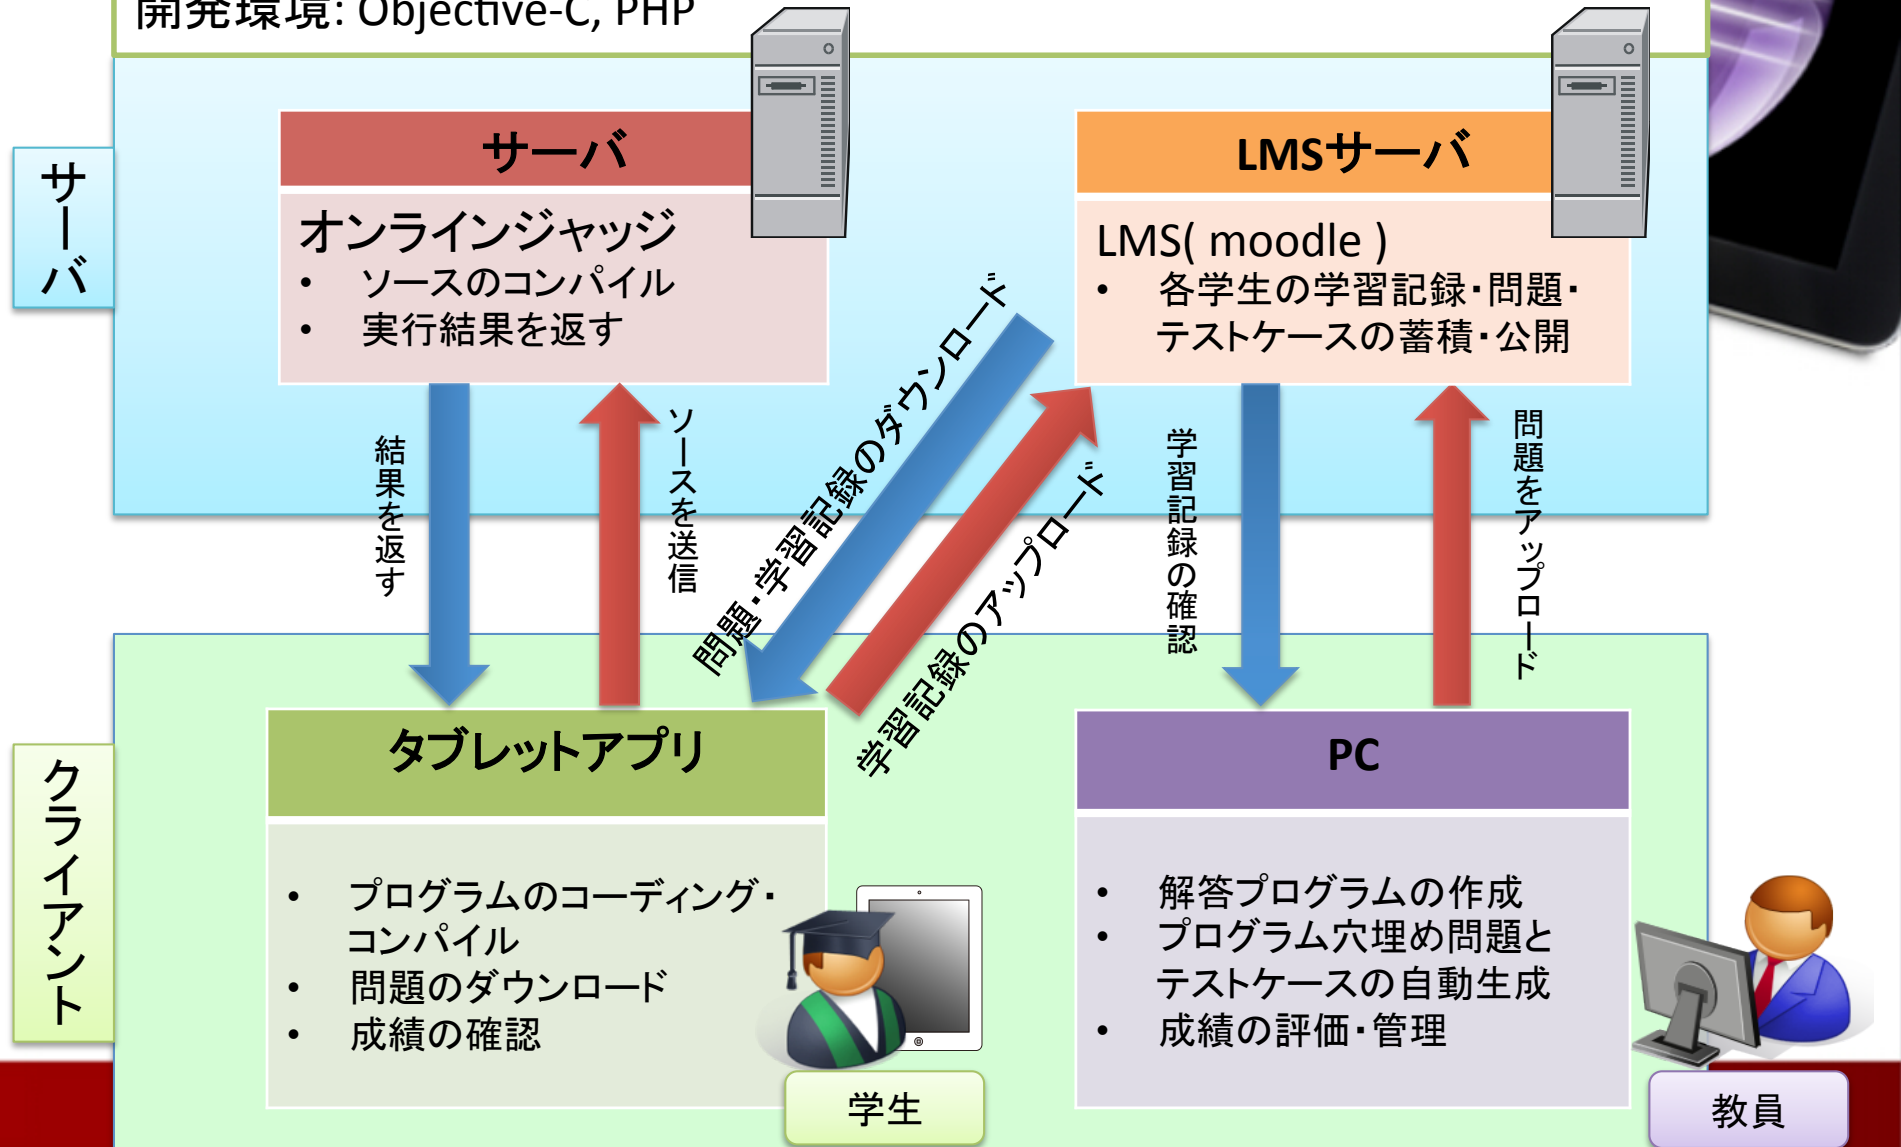 開発環境: Objective-C, PHP
サーバ
サーバ
オンラインジャッジ
• ソースのコンパイル
• 実行結果を返す
LMSサーバ
LMS( moodle )
• 各学生の学習記録・問題・
テストケースの蓄積・公開
結果を返す
ソースを送信
問題・学習記録のダウンロード
学習記録のアップロード
学習記録の確認
問題をアップロード
クライアント
タブレットアプリ
• プログラムのコーディング・
コンパイル
• 問題のダウンロード
• 成績の確認
学生
PC
• 解答プログラムの作成
• プログラム穴埋め問題と
テストケースの自動生成
• 成績の評価・管理
教員